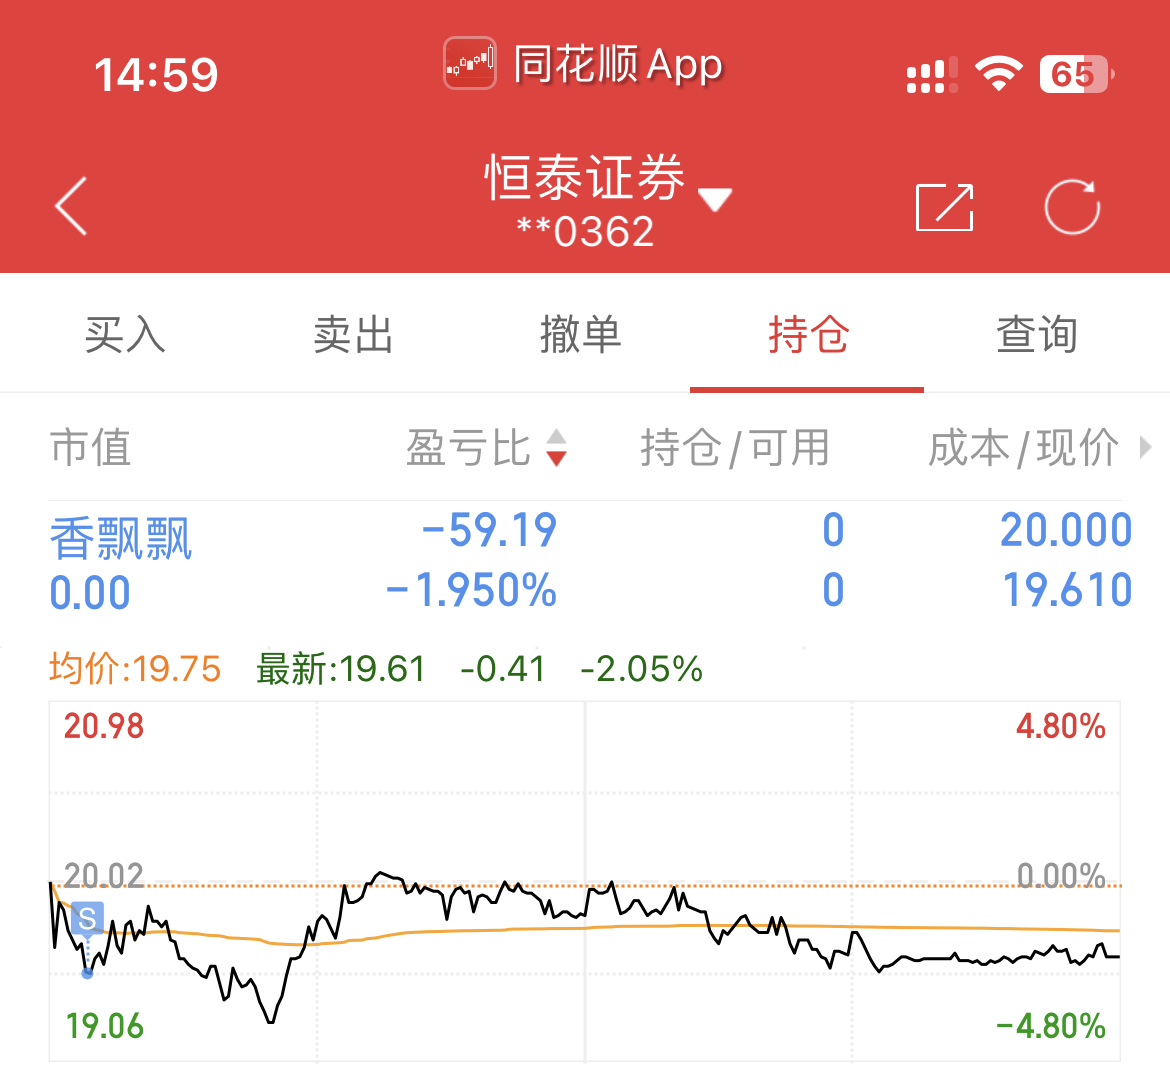 14:59 同花顺 App 65
恒泰证券
**0362
买入 卖出 撤单 持仓 查询
市值 盈亏比 持仓/可用 成本/现价
香飘飘 -59.19 0 20.000
0.00 -1.950% 0 19.610
均价:19.75 最新:19.61 -0.41 -2.05%
20.98 4.80%
20.02 0.00%
S
19.06 -4.80%